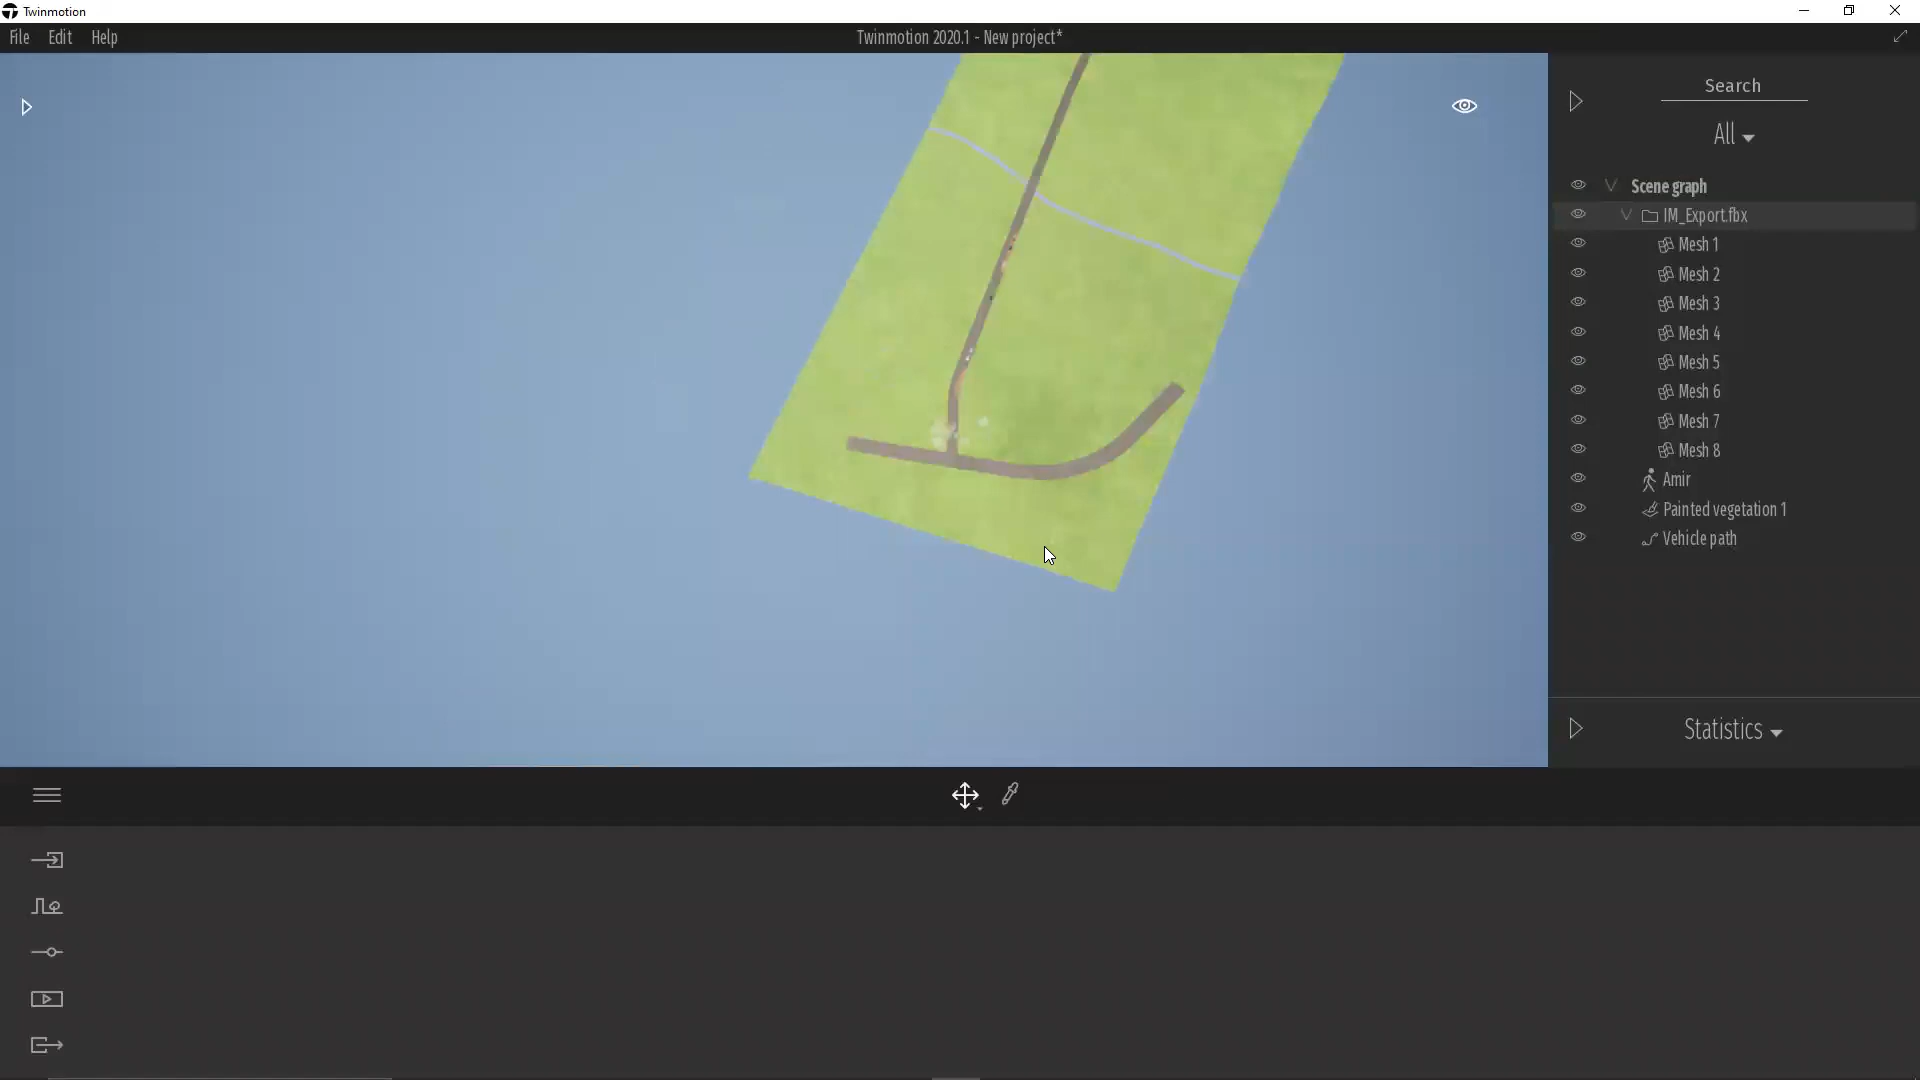 Twinmotion
File Edit Help
Twinmotion 2020.1 - New project*
Search
All
Scene graph
IM_Export.fbx
Mesh 1
Mesh 2
Mesh 3
Mesh 4
Mesh 5
Mesh 6
Mesh 7
Mesh 8
Amir
Painted vegetation 1
Vehicle path
Statistics